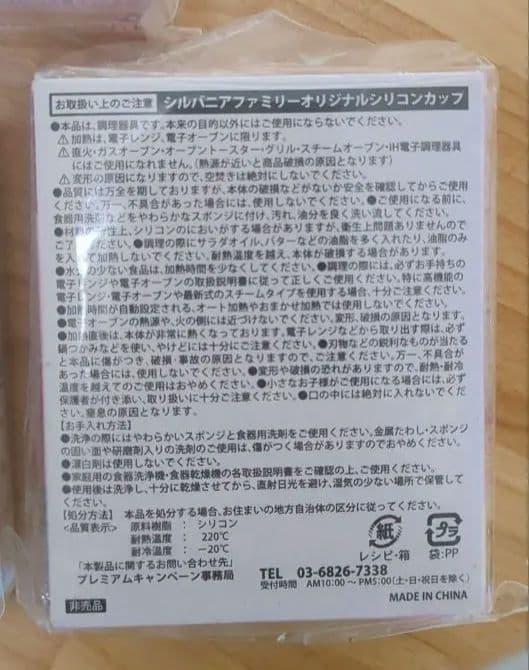 お取扱い上のご注意 シルバニアファミリーオリジナルシリコンカップ
●本品は、調理器具です。本来の目的以外にはご使用にならないでください。
⚠加熱は、電子レンジ、電子オーブンに限ります。
⚠直火・ガスオーブン・オーブントースター・グリル・スチームオーブン・IH電子調理器具
にはご使用になれません。(熱源が近いと商品破損の原因となります)
⚠変形の原因になりますので、空焚きは絶対にしないでください。
●品質には万全を期しておりますが、本体の破損などがないか安全を確認してからご使
用ください。万一、不具合があった場合には、使用しないでください。●ご使用になる前に、
食器用洗剤などをやわらかなスポンジに付け、汚れ、油分を良く洗い流してください。
●材質の特性上、シリコンのにおいがする場合がありますが、衛生上問題ありませんので
ご了承ください。●調理の際にサラダオイル、バターなどの油脂を多く入れたり、油脂のみ
を入れて加熱しないでください。耐熱温度を越え、本体が破損する場合があります。
●水分の少ない食品は、加熱時間を少なくしてください。●調理の際には、必ずお手持ち
の電子レンジや電子オーブンの取扱説明書に従って正しくご使用ください。特に高機能の
電子レンジ・電子オーブンや最新式のスチームタイプを使用する場合、十分ご注意ください。
●加熱時間が自動設定される、オート加熱やおまかせ加熱では使用しないでください。
●電子オーブンの熱源や、火の側には近づけないでください。変形、破損の原因となります。
●加熱直後は、本体が非常に熱くなっております。電子レンジなどから取り出す際は、必ず
鍋つかみなどを使い、やけどには十分にご注意ください。●刃物などの鋭利なものが当たる
と本品に傷がつき、破損・事故の原因となりますので、ご注意ください。万一、不具合が
あった場合には、使用しないでください。●変形や破損の恐れがありますので、耐熱・耐冷
温度を越えてのご使用はおやめください。●小さなお子様がご使用になる場合には、必ず
保護者が付き添い、取り扱いに十分ご注意ください。●口の中には絶対に入れないでくだ
さい。窒息の原因となります。
【お手入れ方法】
●洗浄の際にはやわらかいスポンジと食器用洗剤をご使用ください。金属たわし・スポンジ
の固い面や研磨剤入りの洗剤のご使用は、傷がつく場合がありますのでおやめください。
●漂白剤は使用しないでください。
●家庭用の食器洗浄機・食器乾燥機の各取扱説明書をご確認の上、ご使用ください。
●使用後は洗浄し、十分に乾燥させてから、直射日光を避け、湿気の少ない場所で保管して
ください。
【処分方法】 本品を処分する場合、お住まいの地方自治体の区分に従ってください。
<品質表示> 原料樹脂: シリコン
耐熱温度: 220℃
耐冷温度: −20℃
紙
レシピ・箱
プラ
袋:PP
「本製品に関するお問い合わせ先」
プレミアムキャンペーン事務局
TEL 03-6826-7338
受付時間 AM10:00~PM5:00(土・日・祝日を除く)
非売品
MADE IN CHINA